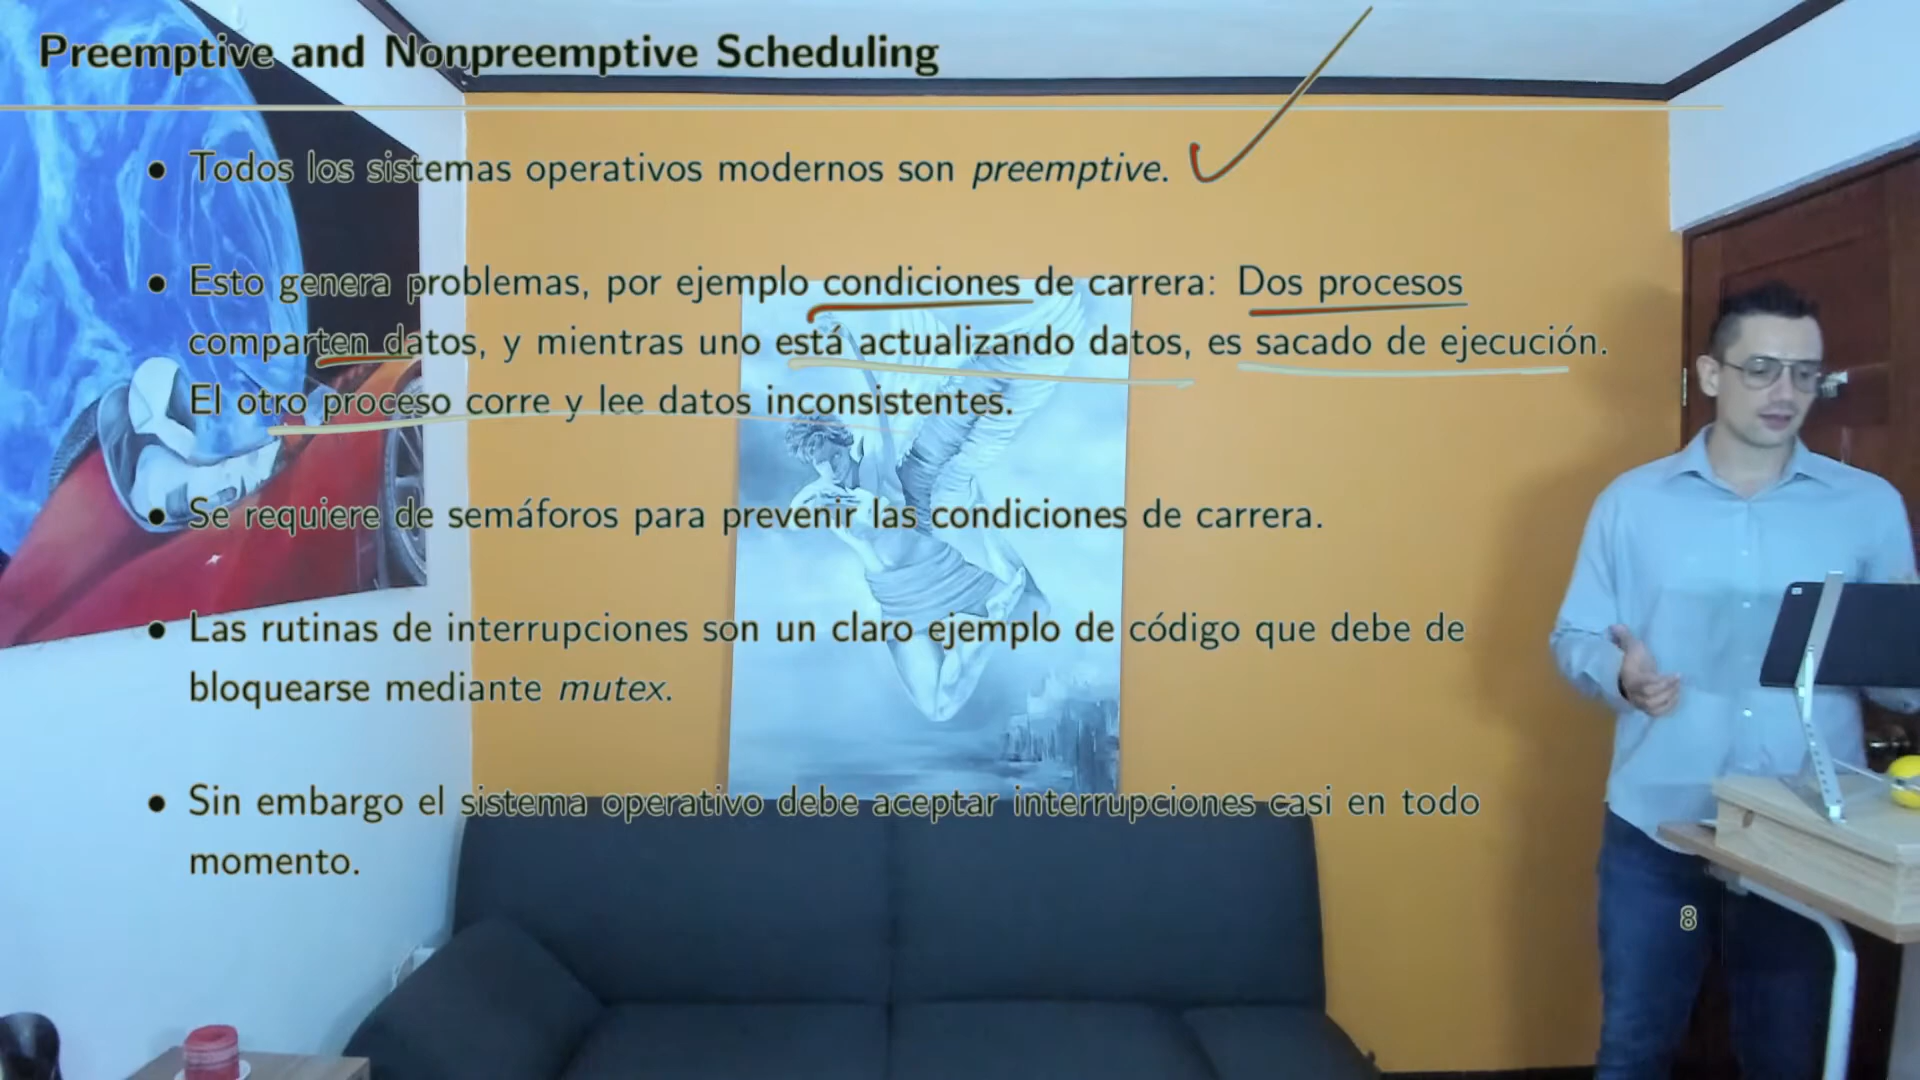 Preemptive and Nonpreemptive Scheduling
• Todos los sistemas operativos modernos son preemptive.
• Esto genera problemas, por ejemplo condiciones de carrera: Dos procesos
comparten datos, y mientras uno está actualizando datos, es sacado de ejecución.
El otro proceso corre y lee datos inconsistentes.
• Se requiere de semáforos para prevenir las condiciones de carrera.
• Las rutinas de interrupciones son un claro ejemplo de código que debe de
bloquearse mediante mutex.
• Sin embargo el sistema operativo debe aceptar interrupciones casi en todo
momento.
8